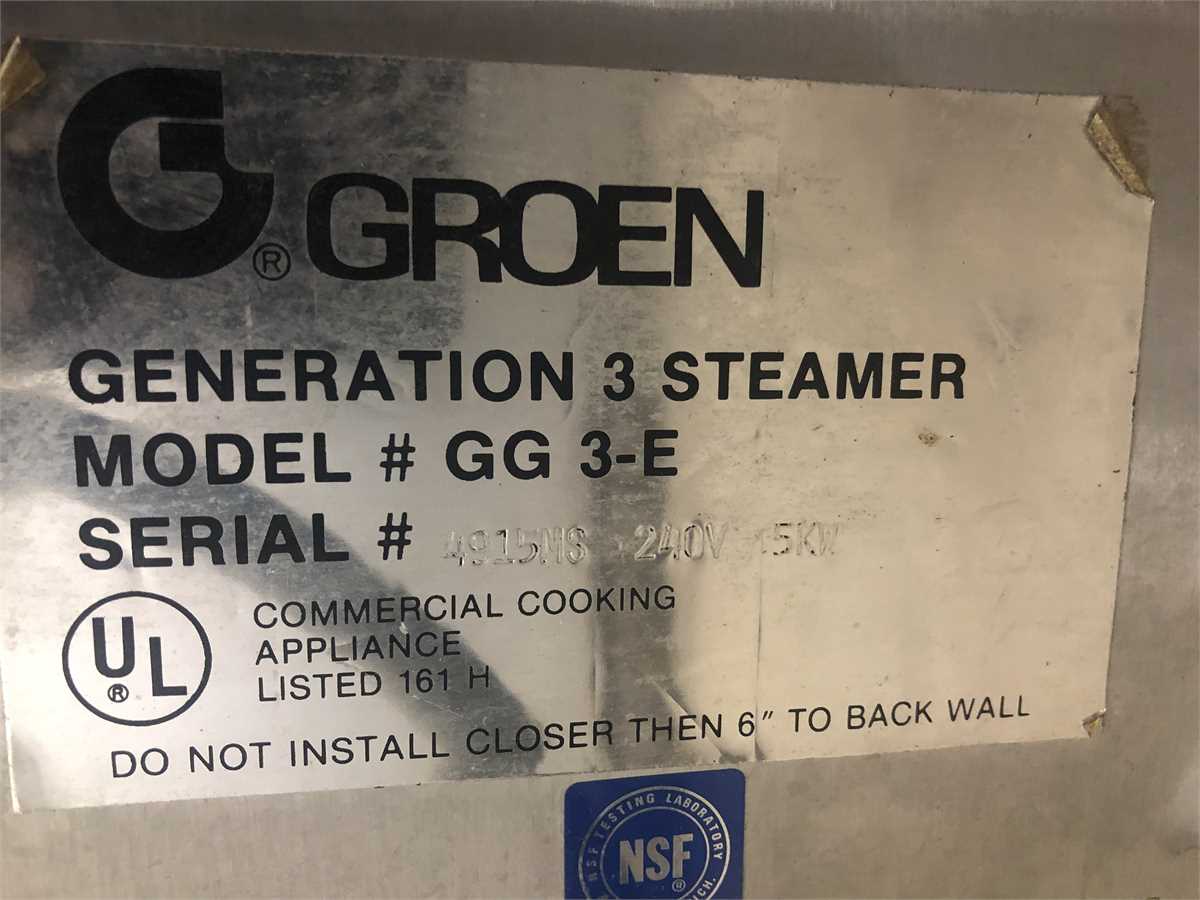 G® GROEN
GENERATION 3 STEAMER
MODEL # GG 3-E
SERIAL # 4915MS 240V
UL® COMMERCIAL COOKING
APPLIANCE
LISTED 161 H
DO NOT INSTALL CLOSER THEN 6" TO BACK WALL
NSF TESTING LABORATORY
NSF®
MICH.